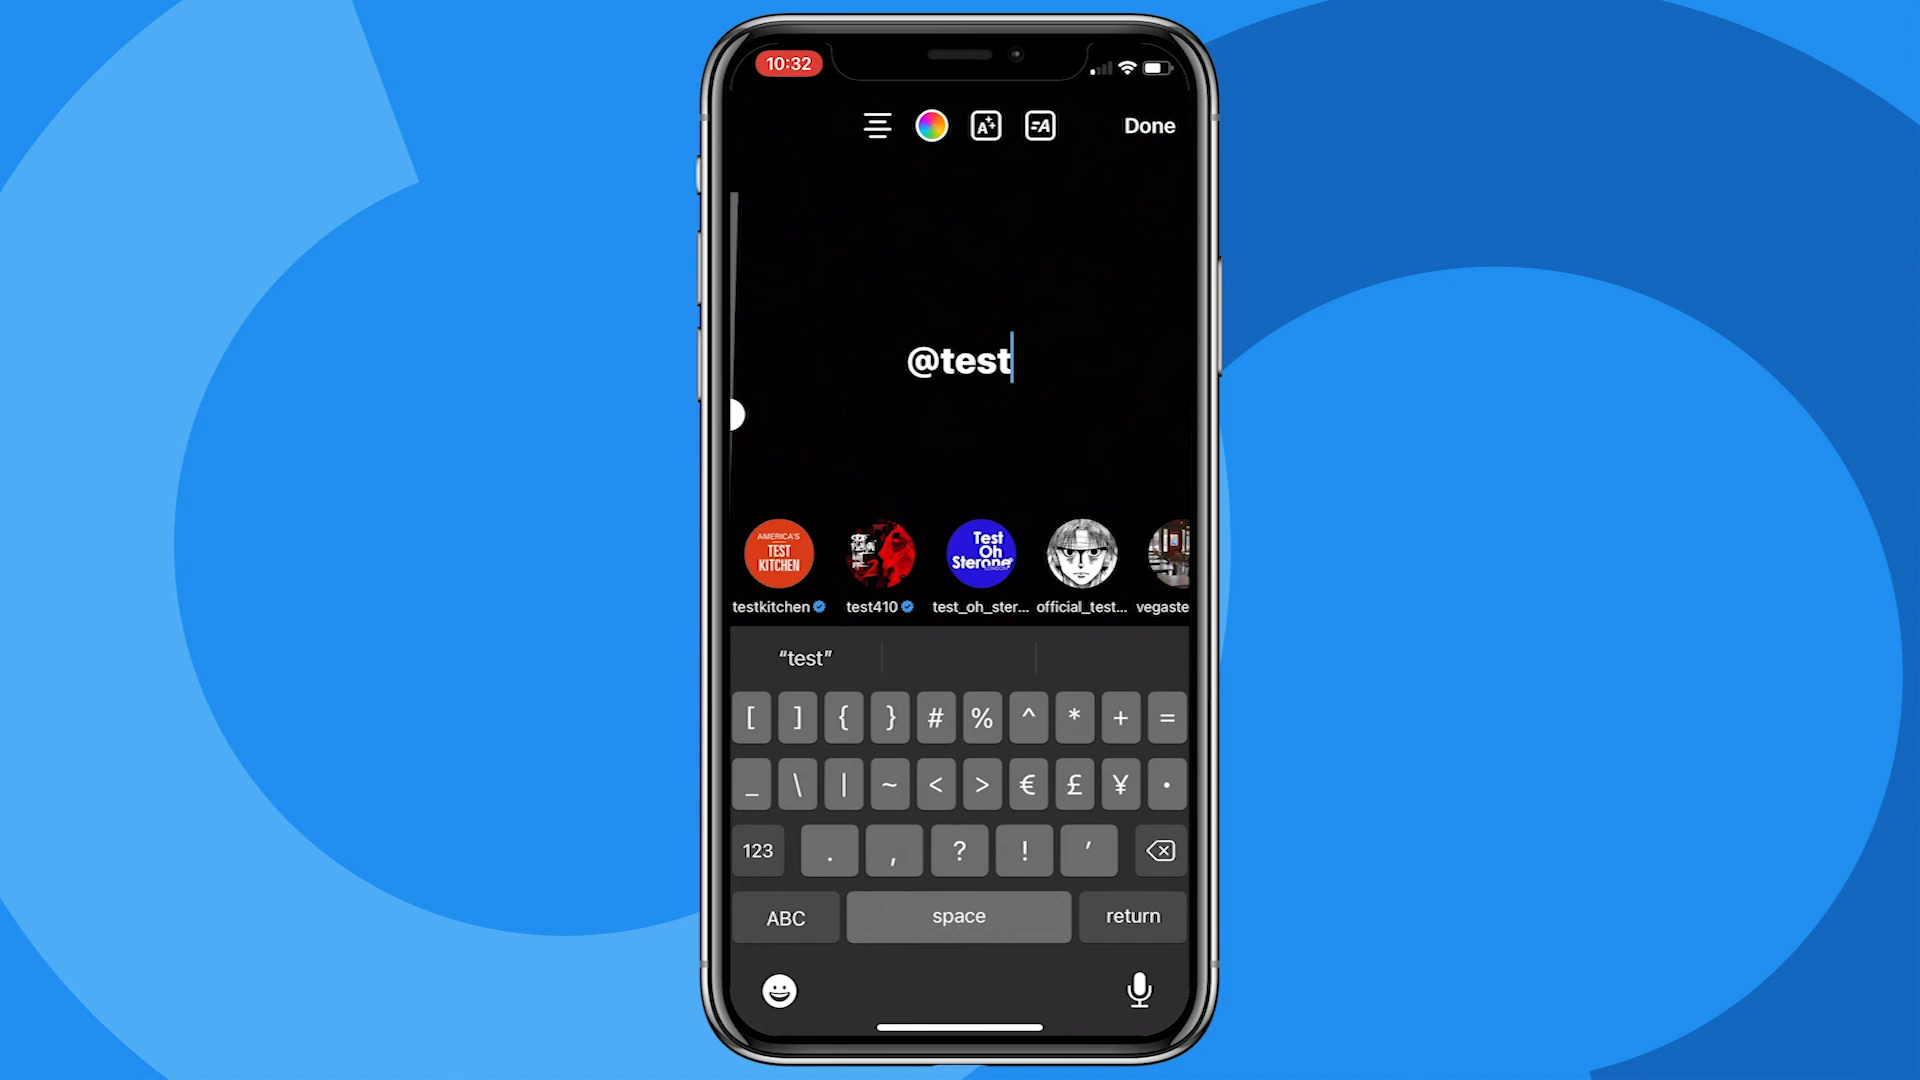 10:32
Done
@test
AMERICA'S
TEST
KITCHEN
Test
Oh
Sterone
testkitchen
test410
test_oh_ster...
official_test...
vegaste
“test”
[ ] { } # % ^ * + =
_ \ | ~ < > € £ ¥ •
123 . , ? ! ’
ABC space return